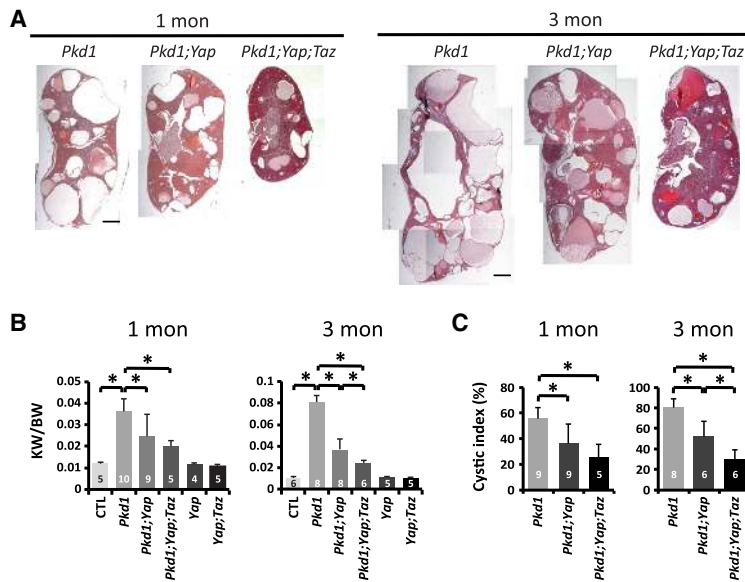 A
1 mon
3 mon
Pkd1 Pkd1;Yap Pkd1;Yap;Taz
Pkd1 Pkd1;Yap Pkd1;Yap;Taz
B
1 mon
3 mon
KW/BW
0.05
0.04
0.03
0.02
0.01
0
* * *
5 10 9 5 4 5
CTL Pkd1 Pkd1;Yap Pkd1;Yap;Taz Yap Yap;Taz
0.1
0.08
0.06
0.04
0.02
0
* * * *
6 8 8 6 5 5
CTL Pkd1 Pkd1;Yap Pkd1;Yap;Taz Yap Yap;Taz
C
1 mon
3 mon
Cystic index (%)
80
60
40
20
0
* *
9 9 5
Pkd1 Pkd1;Yap Pkd1;Yap;Taz
100
80
60
40
20
0
* * *
8 6 6
Pkd1 Pkd1;Yap Pkd1;Yap;Taz